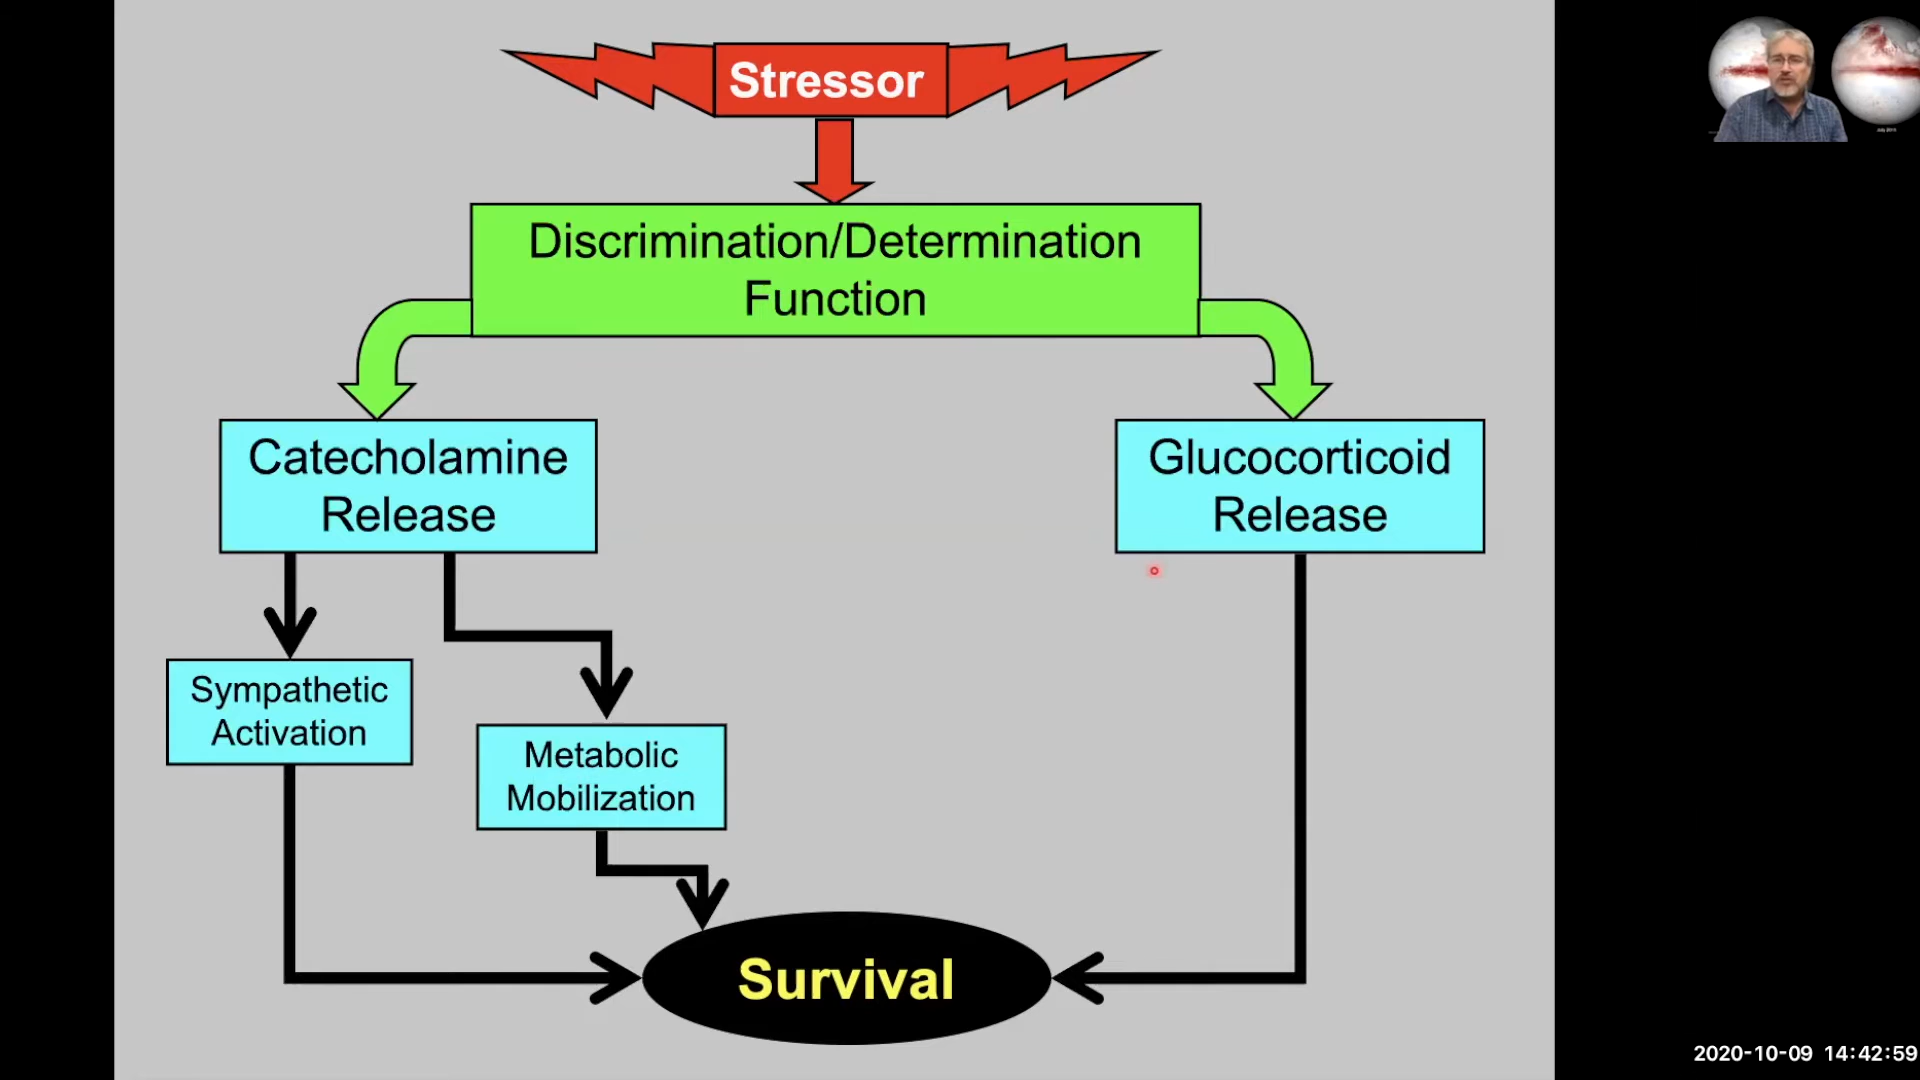 Stressor
Discrimination/Determination
Function
Catecholamine
Release
Glucocorticoid
Release
Sympathetic
Activation
Metabolic
Mobilization
Survival
2020-10-09 14:42:59